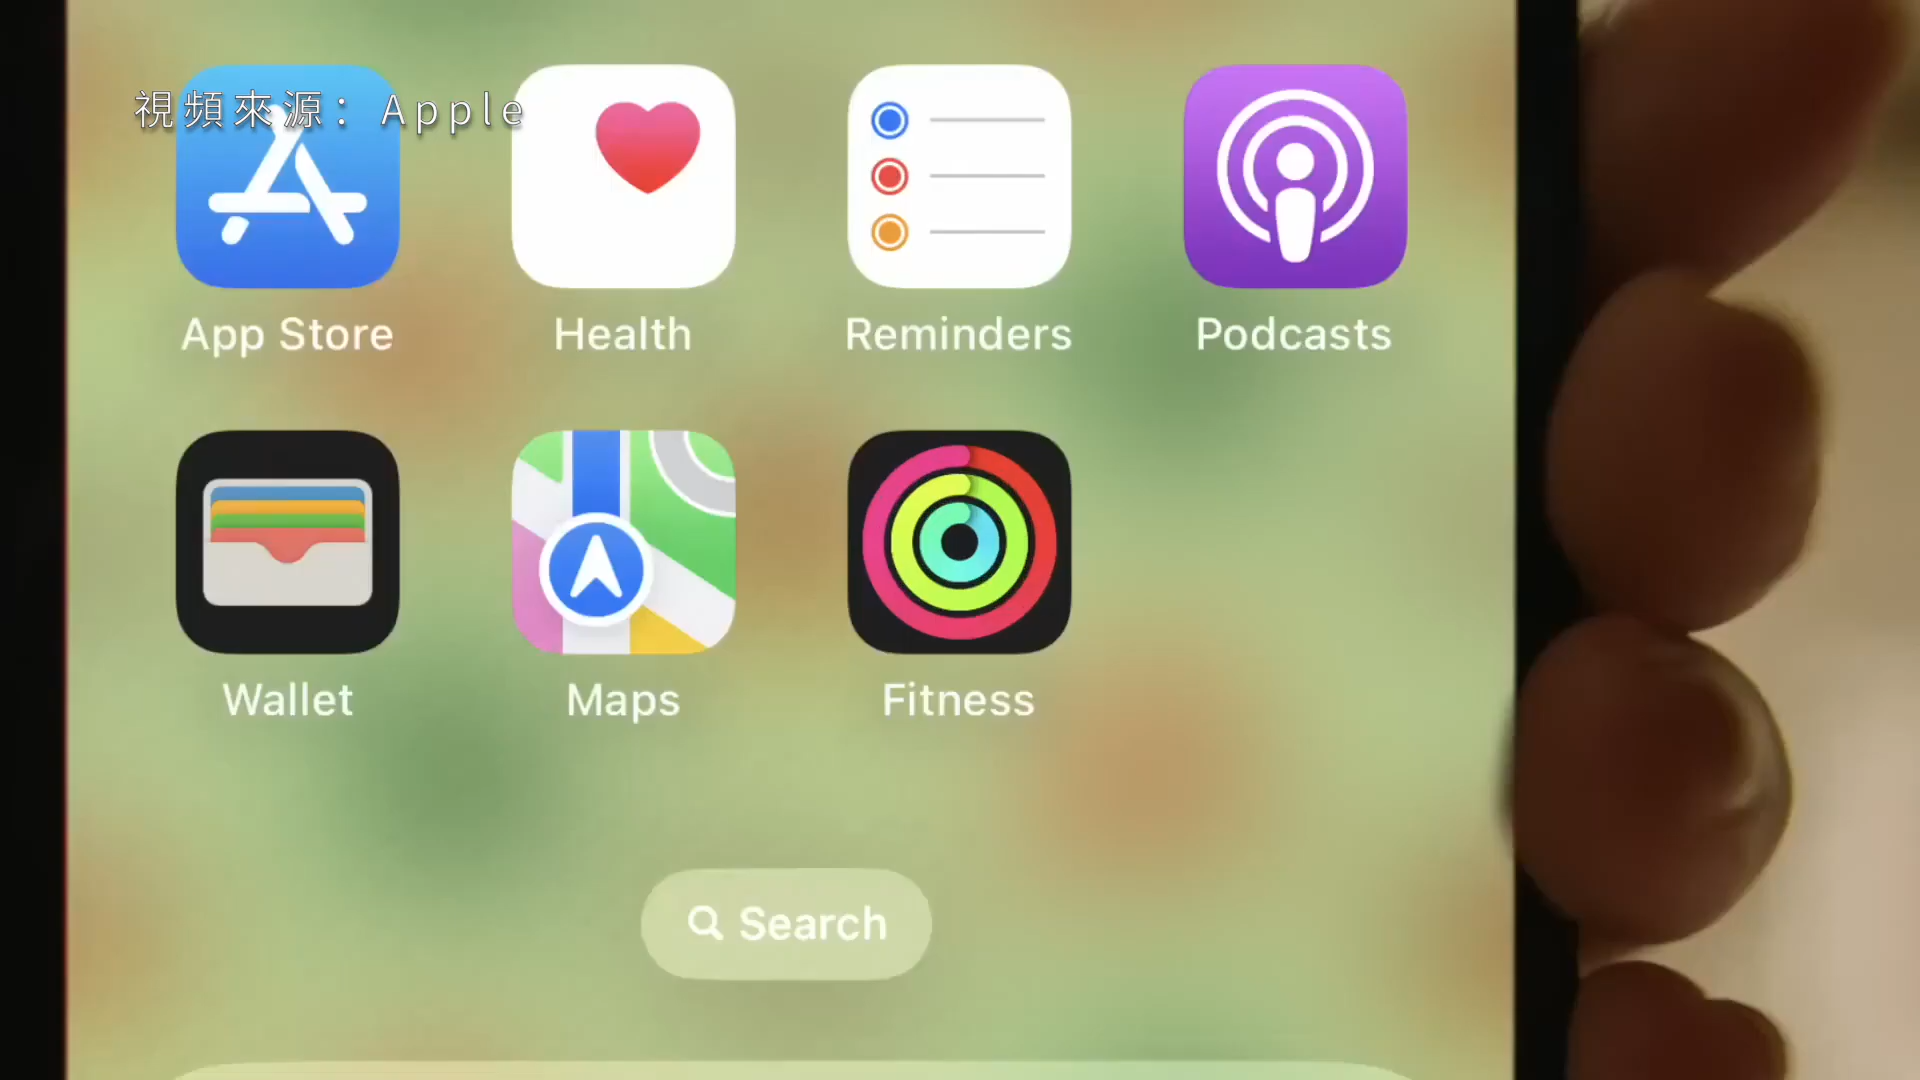 視頻來源：Apple
App Store
Health
Reminders
Podcasts
Wallet
Maps
Fitness
Search